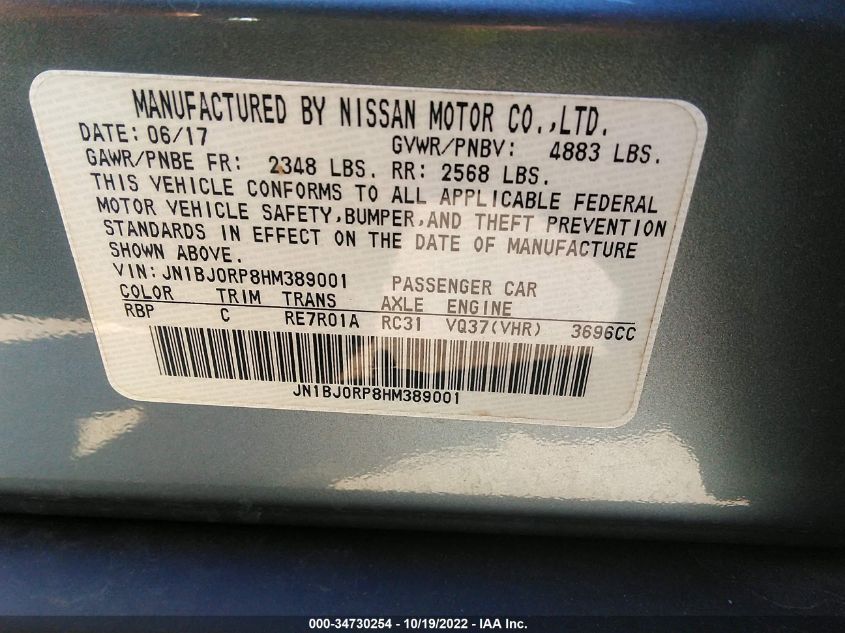 MANUFACTURED BY NISSAN MOTOR CO.,LTD.
DATE: 06/17 GVWR/PNBV: 4883 LBS.
GAWR/PNBE FR: 2348 LBS. RR: 2568 LBS.
THIS VEHICLE CONFORMS TO ALL APPLICABLE FEDERAL
MOTOR VEHICLE SAFETY,BUMPER,AND THEFT PREVENTION
STANDARDS IN EFFECT ON THE DATE OF MANUFACTURE
SHOWN ABOVE.
VIN: JN1BJ0RP8HM389001 PASSENGER CAR
COLOR TRIM TRANS AXLE ENGINE
RBP C RE7R01A RC31 VQ37(VHR) 3696CC
JN1BJ0RP8HM389001
000-34730254 - 10/19/2022 - IAA Inc.